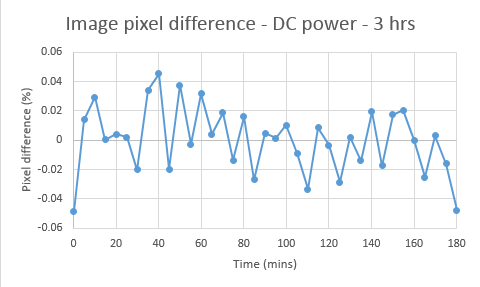 Image pixel difference - DC power - 3 hrs
0.06
0.04
0.02
0
-0.02
-0.04
-0.06
Pixel difference (%)
0 20 40 60 80 100 120 140 160 180
Time (mins)